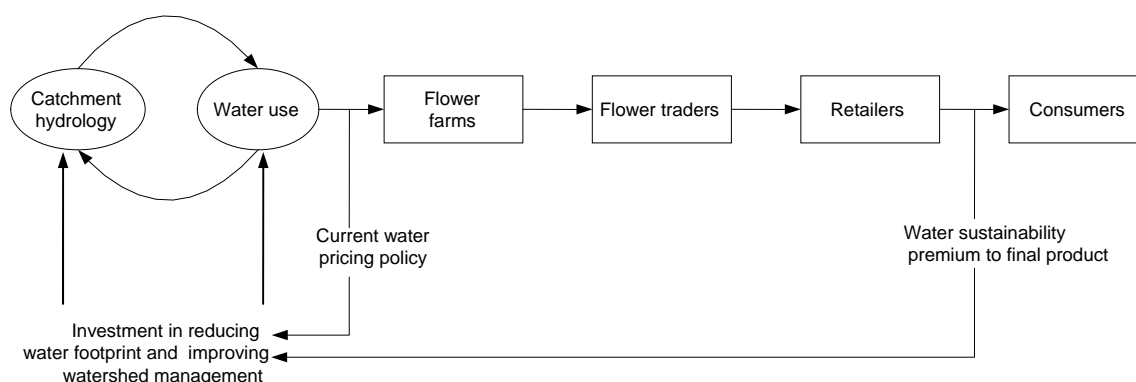 Catchment
hydrology
Water use
Flower
farms
Flower traders
Retailers
Consumers
Current water
pricing policy
Water sustainability
premium to final product
Investment in reducing
water footprint and improving
watershed management